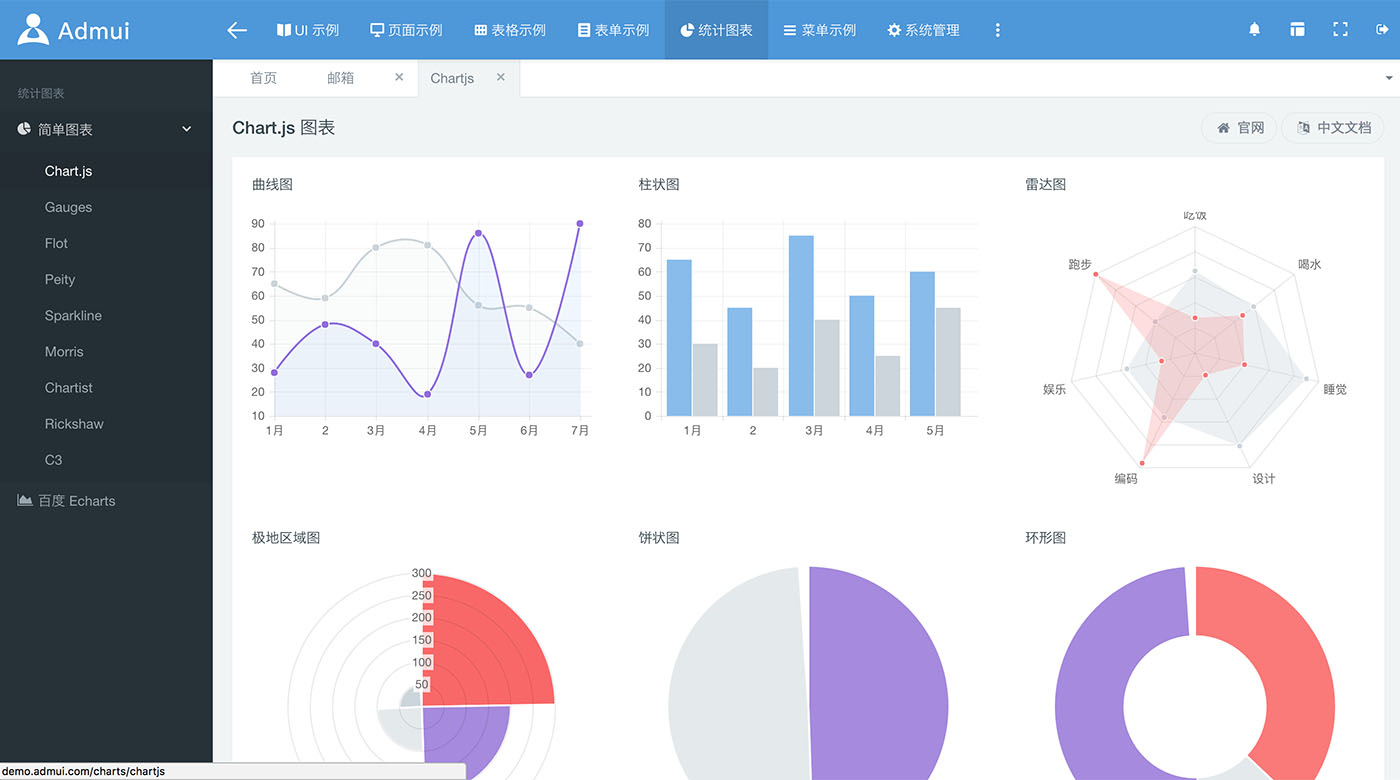 Admui
UI 示例
页面示例
表格示例
表单示例
统计图表
菜单示例
系统管理
首页
邮箱
Chartjs
统计图表
简单图表
Chart.js
Gauges
Flot
Peity
Sparkline
Morris
Chartist
Rickshaw
C3
百度 Echarts
Chart.js 图表
官网
中文文档
曲线图
90
80
70
60
50
40
30
20
10
1月 2 3月 4月 5月 6月 7月
柱状图
80
70
60
50
40
30
20
10
0
1月 2 3月 4月 5月
雷达图
吃饭
喝水
睡觉
设计
编码
娱乐
跑步
极地区域图
300
250
200
150
100
50
饼状图
环形图
demo.admui.com/charts/chartjs